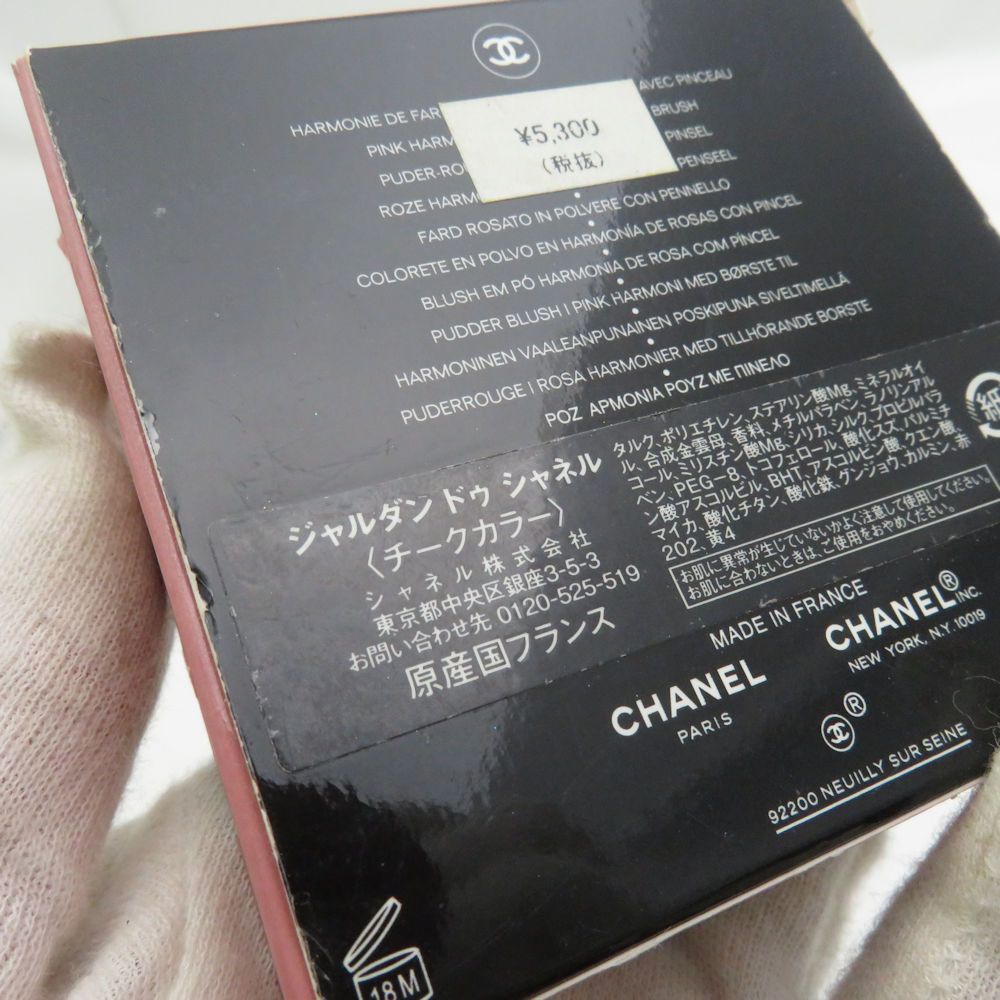 HARMONIE DE FAR AVEC PINCEAU
PINK HARM BRUSH
PUDER-RO PINSEL
ROZE HARM PENSEEL
¥5,300
(税抜)
FARD ROSATO IN POLVERE CON PENNELLO
COLORETE EN POLVO EN HARMONÍA DE ROSAS CON PINCEL
BLUSH EM PÓ HARMONIA DE ROSA COM PÍNCEL
PUDDER BLUSH I PINK HARMONI MED BØRSTE TIL
HARMONINEN VAALEANPUNAINEN POSKIPUNA SIVELTIMELLÄ
PUDERROUGE I ROSA HARMONIER MED TILLHÖRANDE BORSTE
ΡΟΖ ΑΡΜΟΝΙΑ ΡΟΥΖ ΜΕ ΠΙΝΕΛΟ
ジャルダン ドゥ シャネル
〈チークカラー〉
シャネル株式会社
東京都中央区銀座3-5-3
お問い合わせ先 0120-525-519
原産国フランス
タルク、ポリエチレン、ステアリン酸Mg、ミネラルオイ
ル、合成金雲母、香料、メチルパラベン、ラノリンアル
コール、ミリスチン酸Mg、シリカ、シルク、プロピルパラ
ベン、PEG-8、トコフェロール、酸化スズ、パルミチ
ン酸アスコルビル、BHT、アスコルビン酸、クエン酸、
マイカ、酸化チタン、酸化鉄、グンジョウ、カルミン、赤
202、黄4
お肌に異常が生じていないかよく注意して使用してください。
お肌に合わないときは、ご使用をおやめください。
MADE IN FRANCE
CHANEL
PARIS
CHANEL® INC.
NEW YORK, N.Y. 10019
®
92200 NEUILLY SUR SEINE
18 M